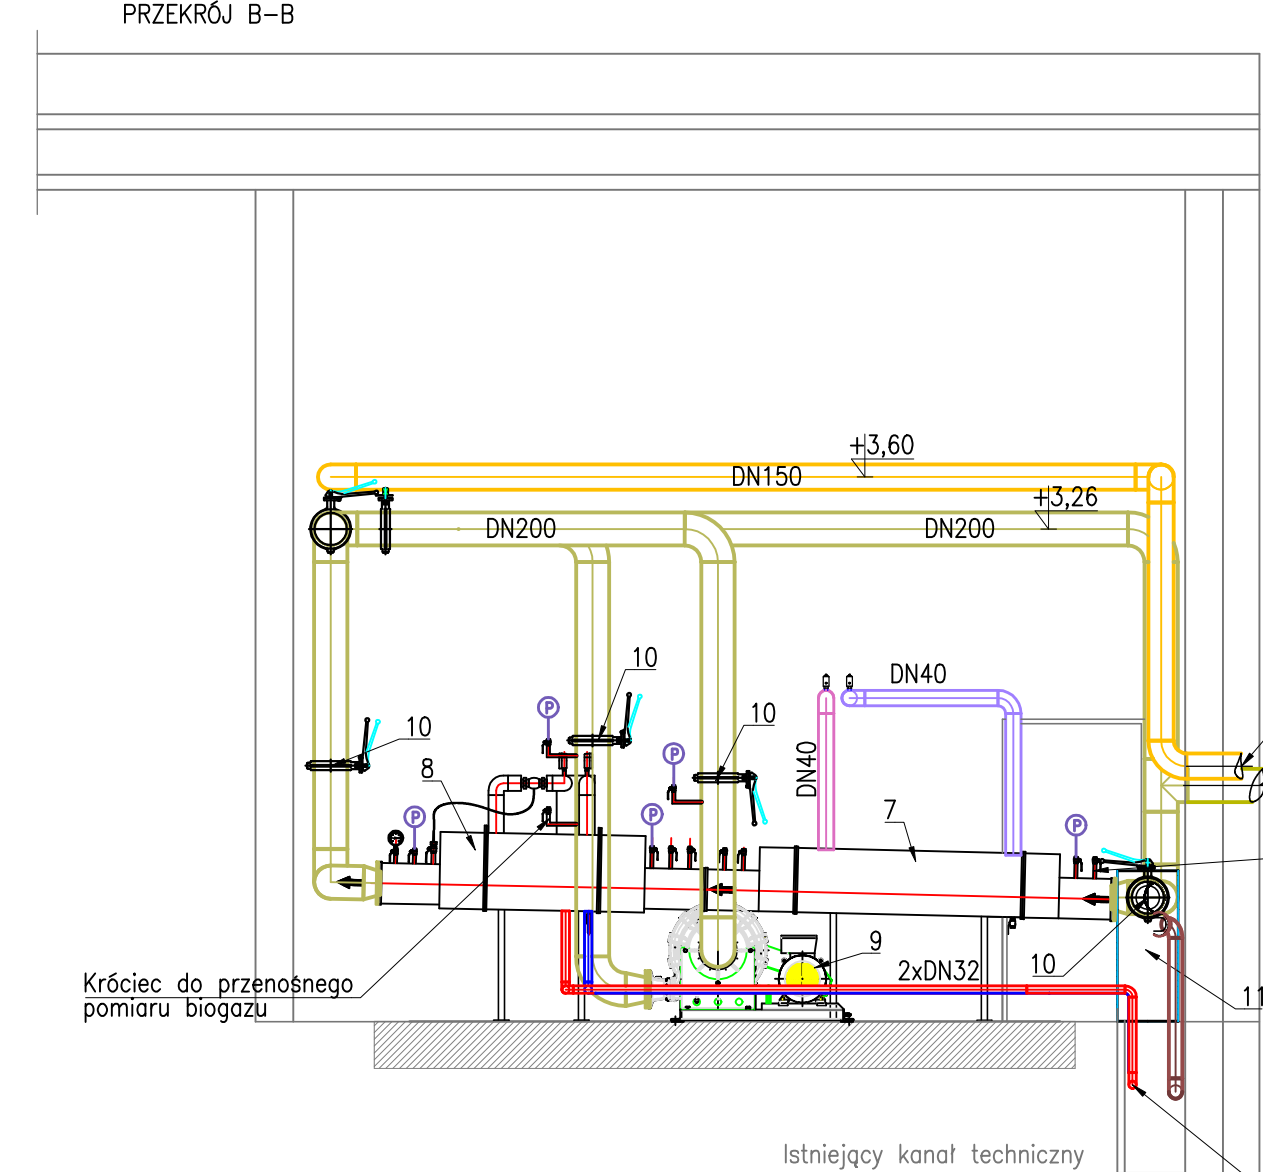 PRZEKRÓJ B-B
+3,60
DN150
+3,26
DN200
DN200
10
DN40
P
10
10
P
DN40
8
7
P
P
P
9
10
2xDN32
Króciec do przenośnego
pomiaru biogazu
11
Istniejący kanał techniczny